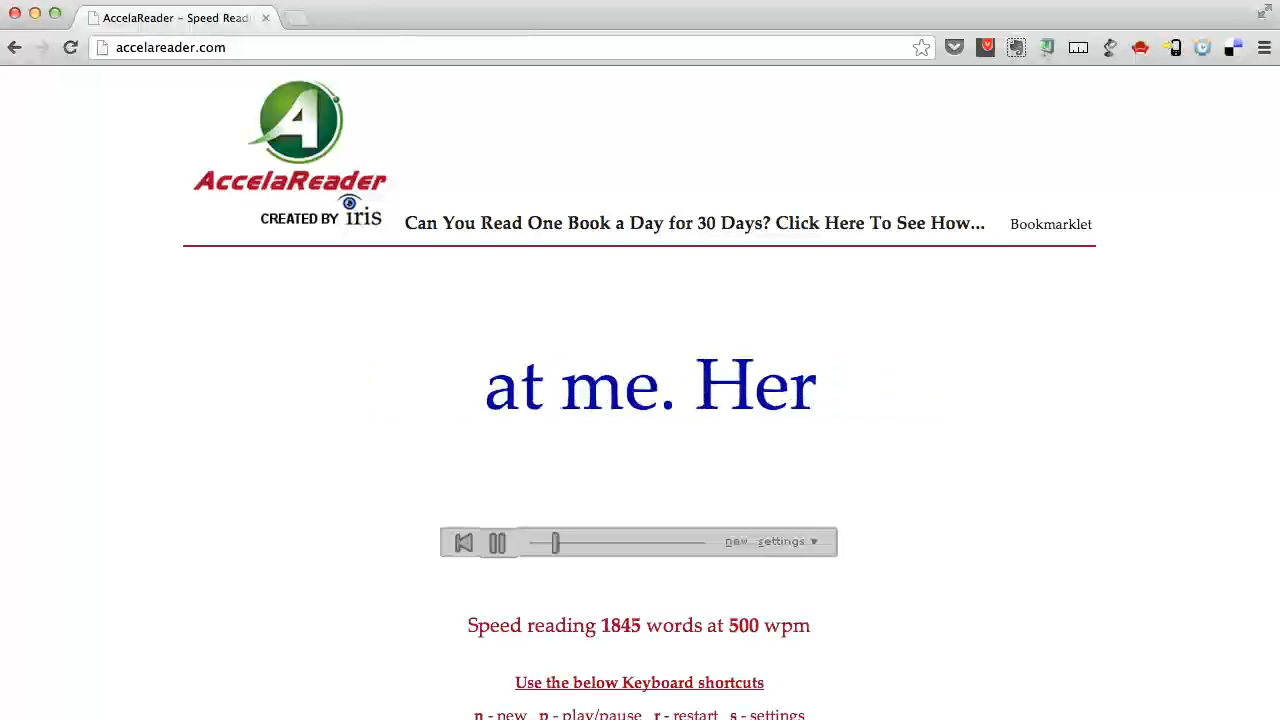 AccelaReader – Speed Read
accelareader.com
A
AccelaReader
CREATED BY iris
Can You Read One Book a Day for 30 Days? Click Here To See How... Bookmarklet
at me. Her
new settings ▼
Speed reading 1845 words at 500 wpm
Use the below Keyboard shortcuts
n - new p - play/pause r - restart s - settings